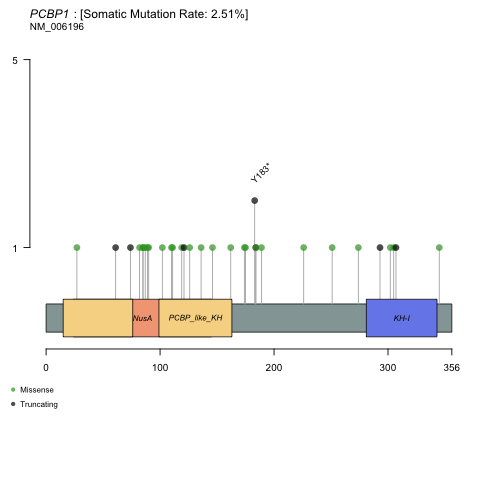 PCBP1 : [Somatic Mutation Rate: 2.51%]
NM_006196
5
Y183*
1
NusA
PCBP_like_KH
KH-I
0
100
200
300
356
Missense
Truncating